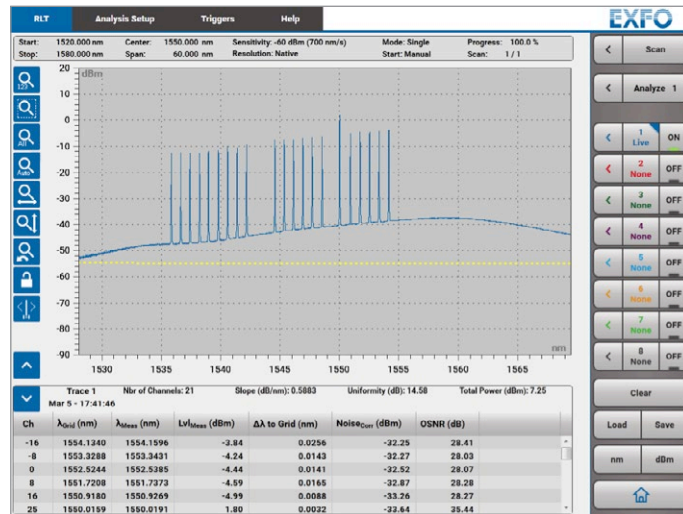 RLT Analysis Setup Triggers Help EXFO
Start: 1520.000 nm Center: 1550.000 nm Sensitivity: -60 dBm (700 nm/s) Mode: Single Progress: 100.0 %
Stop: 1580.000 nm Span: 60.000 nm Resolution: Native Start: Manual Scan: 1 / 1
Scan
Analyze 1
1 Live ON
2 None OFF
3 None OFF
4 None OFF
5 None OFF
6 None OFF
7 None OFF
8 None OFF
Clear
Load Save
nm dBm
123
All
Auto
dBm
20
10
0
-10
-20
-30
-40
-50
-60
-70
-80
-90
nm
1530 1535 1540 1545 1550 1555 1560 1565
Trace 1 Nbr of Channels: 21 Slope (dB/nm): 0.5883 Uniformity (dB): 14.58 Total Power (dBm): 7.25
Mar 5 - 17:41:46
Ch λGrid (nm) λMeas (nm) LvlMeas (dBm) Δλ to Grid (nm) NoiseCorr (dBm) OSNR (dB)
-16 1554.1340 1554.1596 -3.84 0.0256 -32.25 28.41
-8 1553.3288 1553.3431 -4.24 0.0143 -32.27 28.03
0 1552.5244 1552.5385 -4.44 0.0141 -32.52 28.07
8 1551.7208 1551.7373 -4.59 0.0165 -32.87 28.28
16 1550.9180 1550.9269 -4.99 0.0088 -33.26 28.27
25 1550.0159 1550.0191 1.80 0.0032 -33.64 35.44